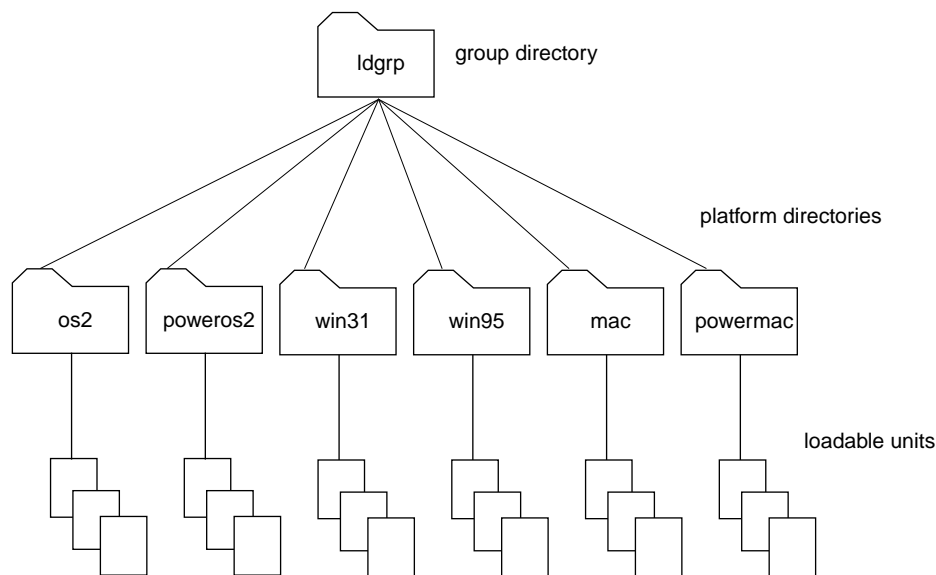 ldgrp
group directory
platform directories
os2
poweros2
win31
win95
mac
powermac
loadable units